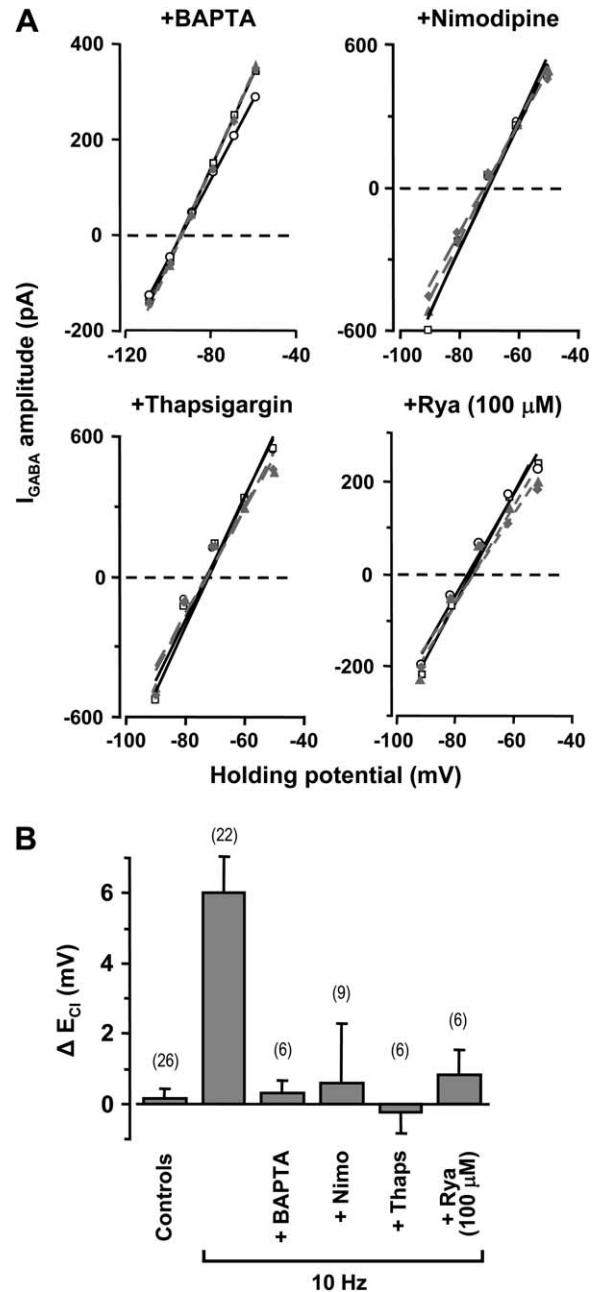 A
+BAPTA
+Nimodipine
400
200
0
-200
-120
-100
-80
-60
-40
600
0
-600
-100
-80
-60
-40
+Thapsigargin
+Rya (100 μM)
600
0
-600
-100
-80
-60
-40
200
0
-200
-100
-80
-60
-40
I_GABA amplitude (pA)
Holding potential (mV)
B
Δ E_Cl (mV)
6
4
2
0
(26)
(22)
(6)
(9)
(6)
(6)
Controls
+ BAPTA
+ Nimo
+ Thaps
+ Rya
(100 μM)
10 Hz